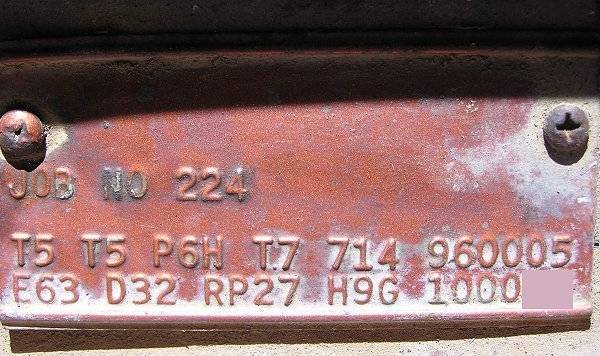 JOB NO 224
T5 T5 P6H T7 714 960005
E63 D32 RP27 H9G 1000